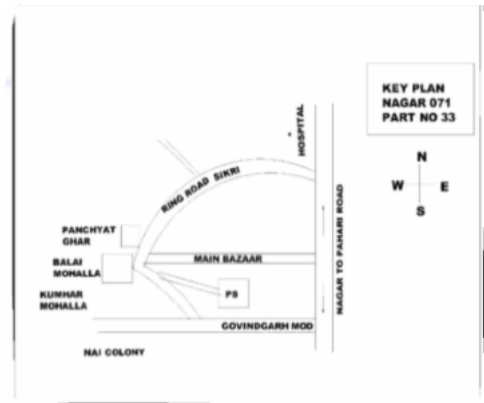 KEY PLAN
NAGAR 071
PART NO 33
HOSPITAL
N
W E
S
RING ROAD SIKRI
NAGAR TO PAHARI ROAD
PANCHYAT
GHAR
MAIN BAZAAR
BALAI
MOHALLA
PS
KUMHAR
MOHALLA
GOVINDGARH MOD
NAI COLONY